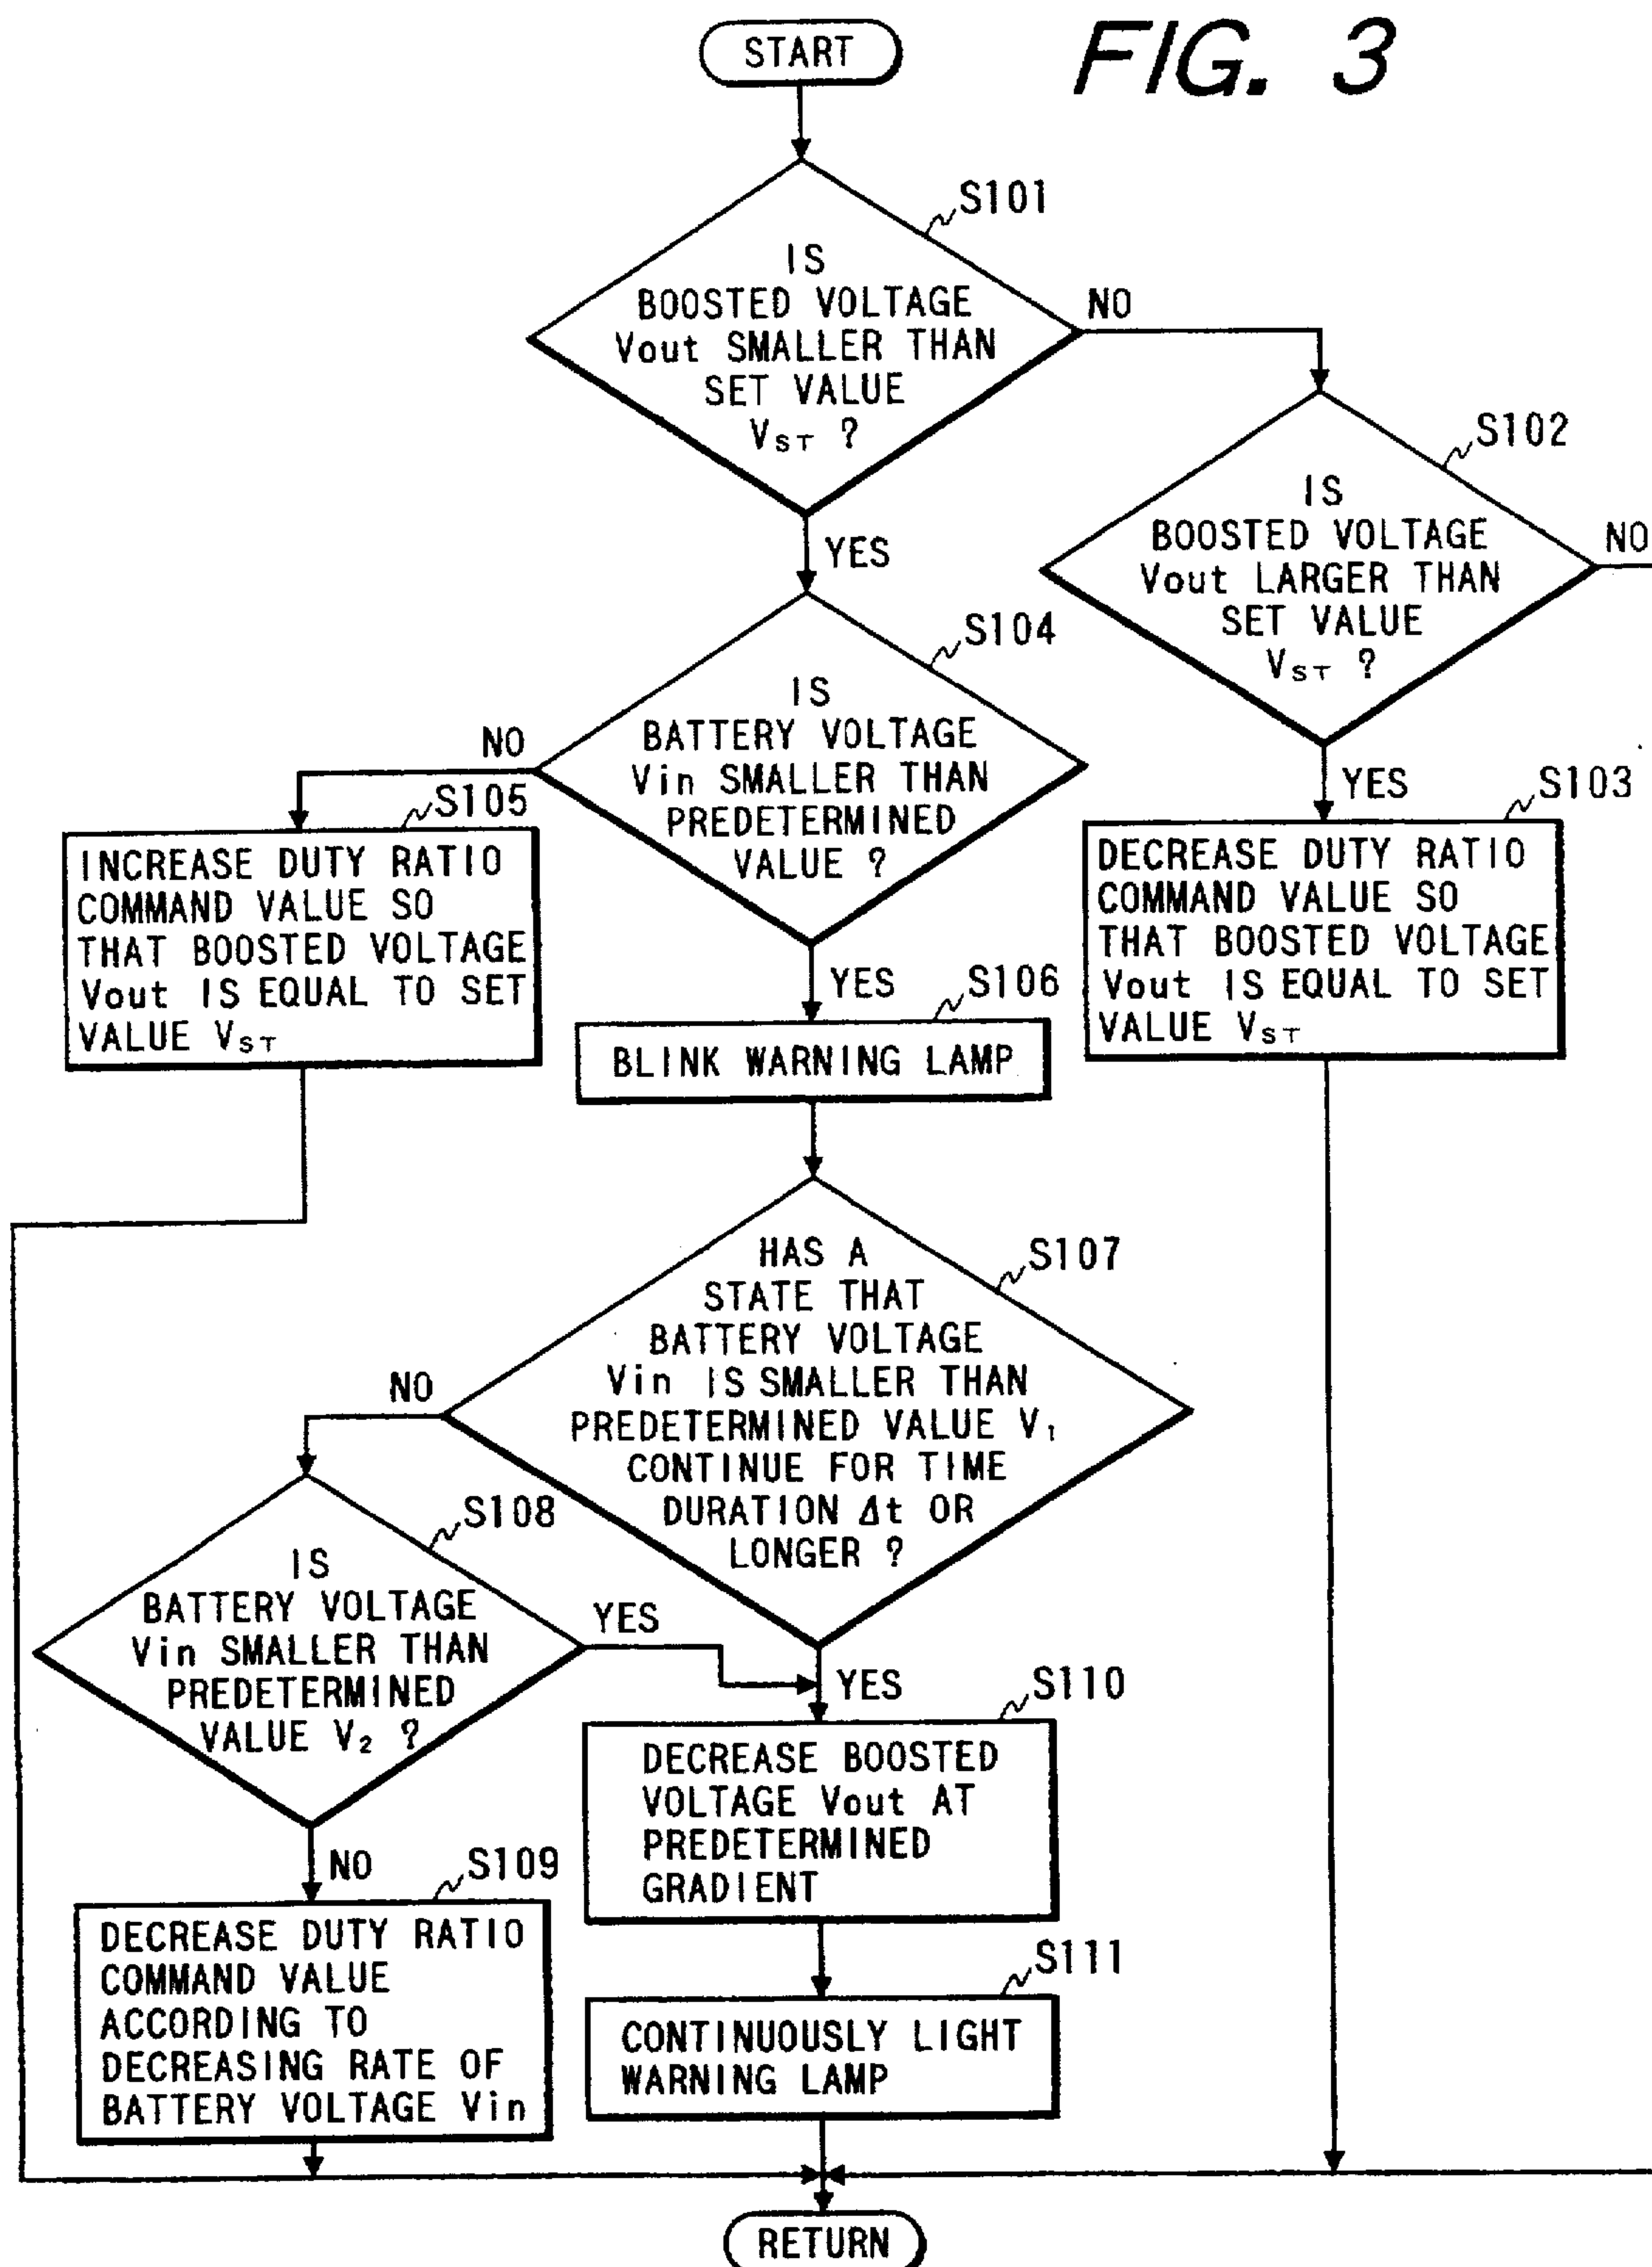 START
FIG. 3
S101
IS
BOOSTED VOLTAGE
Vout SMALLER THAN
SET VALUE
VST ?
NO
YES
S102
IS
BOOSTED VOLTAGE
Vout LARGER THAN
SET VALUE
VST ?
NO
YES
S103
DECREASE DUTY RATIO
COMMAND VALUE SO
THAT BOOSTED VOLTAGE
Vout IS EQUAL TO SET
VALUE VST
S104
IS
BATTERY VOLTAGE
Vin SMALLER THAN
PREDETERMINED
VALUE ?
NO
YES
S105
INCREASE DUTY RATIO
COMMAND VALUE SO
THAT BOOSTED VOLTAGE
Vout IS EQUAL TO SET
VALUE VST
S106
BLINK WARNING LAMP
S107
HAS A
STATE THAT
BATTERY VOLTAGE
Vin IS SMALLER THAN
PREDETERMINED VALUE V1
CONTINUE FOR TIME
DURATION Δt OR
LONGER ?
NO
YES
S108
IS
BATTERY VOLTAGE
Vin SMALLER THAN
PREDETERMINED
VALUE V2 ?
YES
NO
S109
DECREASE DUTY RATIO
COMMAND VALUE
ACCORDING TO
DECREASING RATE OF
BATTERY VOLTAGE Vin
S110
DECREASE BOOSTED
VOLTAGE Vout AT
PREDETERMINED
GRADIENT
S111
CONTINUOUSLY LIGHT
WARNING LAMP
RETURN